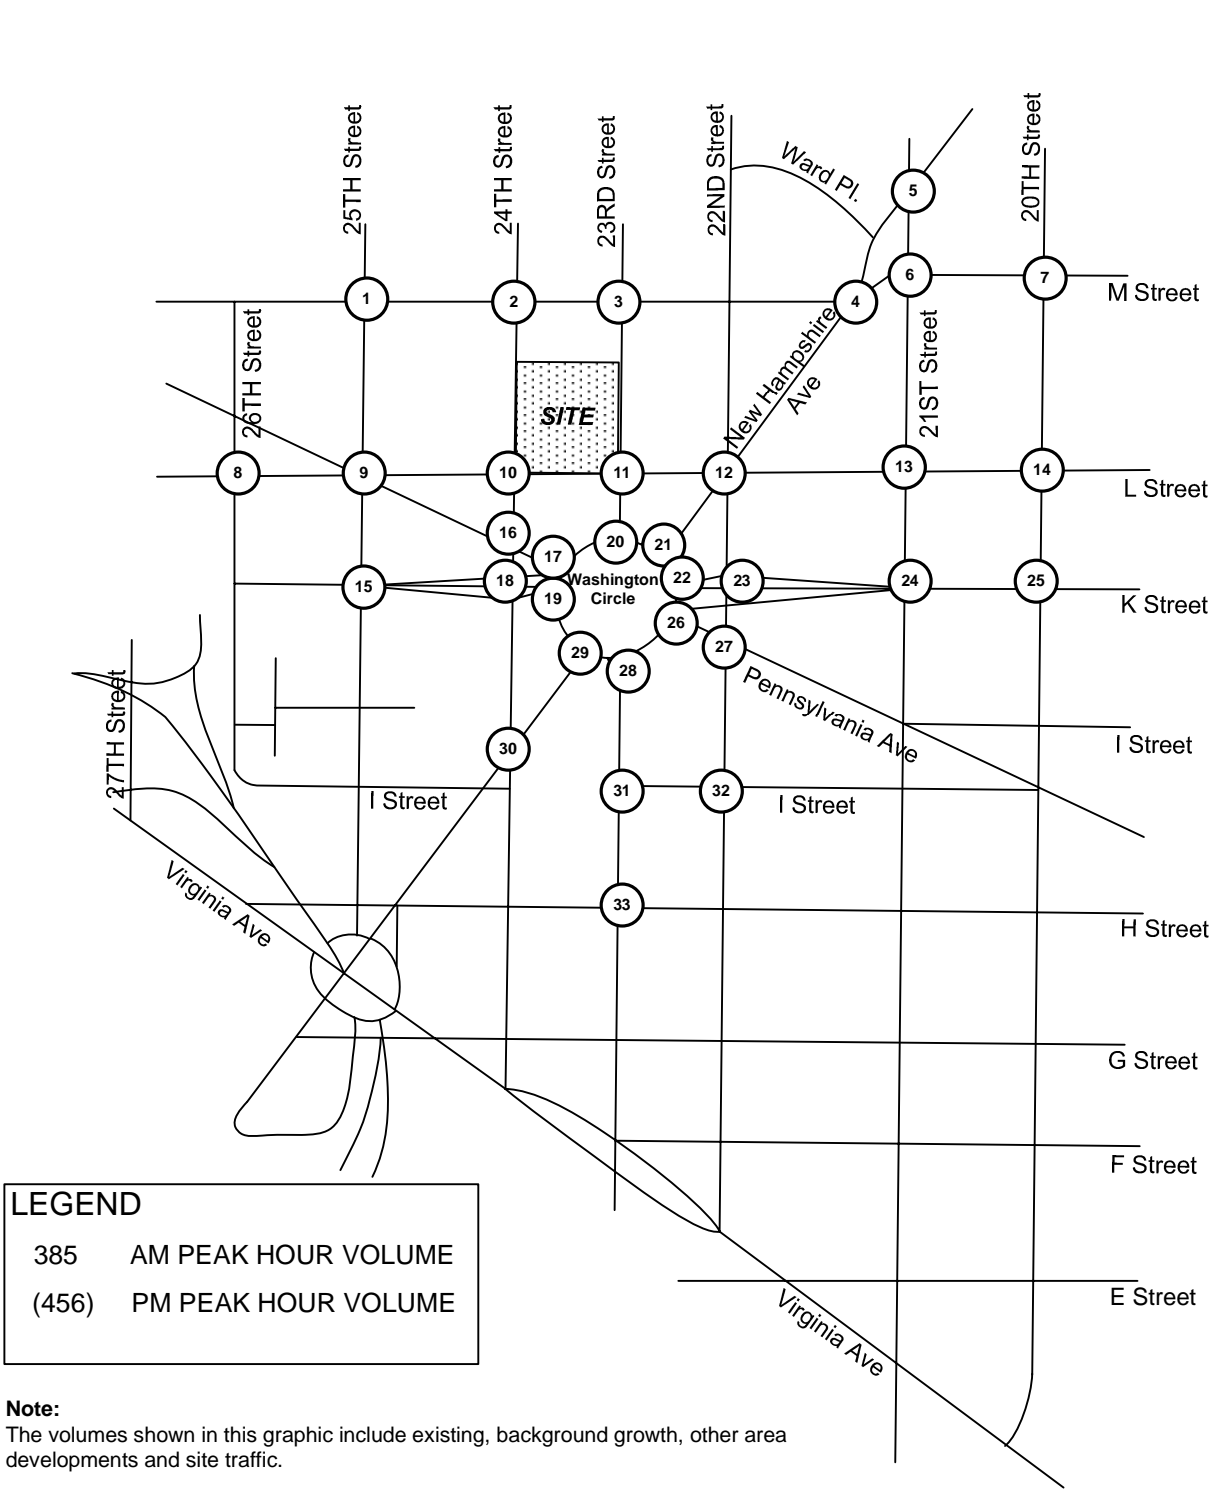 25TH Street
24TH Street
23RD Street
22ND Street
Ward Pl.
20TH Street
5
6
7
M Street
1
2
3
4
26TH Street
New Hampshire
Ave
21ST Street
SITE
8
9
10
11
12
13
14
L Street
16
17
20
21
15
18
19
Washington
Circle
22
23
24
25
K Street
26
27
29
28
Pennsylvania Ave
I Street
27TH Street
30
I Street
31
32
I Street
Virginia Ave
33
H Street
G Street
F Street
E Street
Virginia Ave
LEGEND
385 AM PEAK HOUR VOLUME
(456) PM PEAK HOUR VOLUME
Note:
The volumes shown in this graphic include existing, background growth, other area
developments and site traffic.